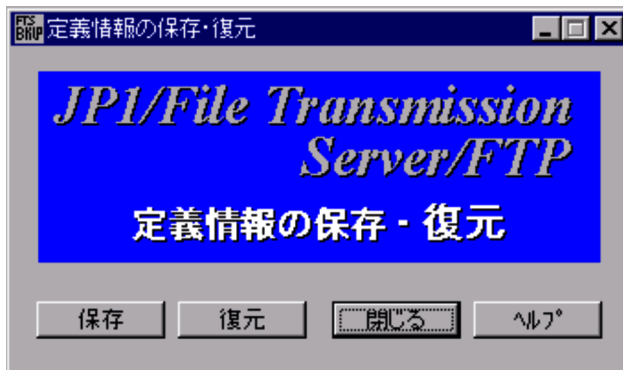 FTS
BKUP
定義情報の保存・復元
JP1/File Transmission
Server/FTP
定義情報の保存・復元
保存
復元
閉じる
ﾍﾙﾌﾟ